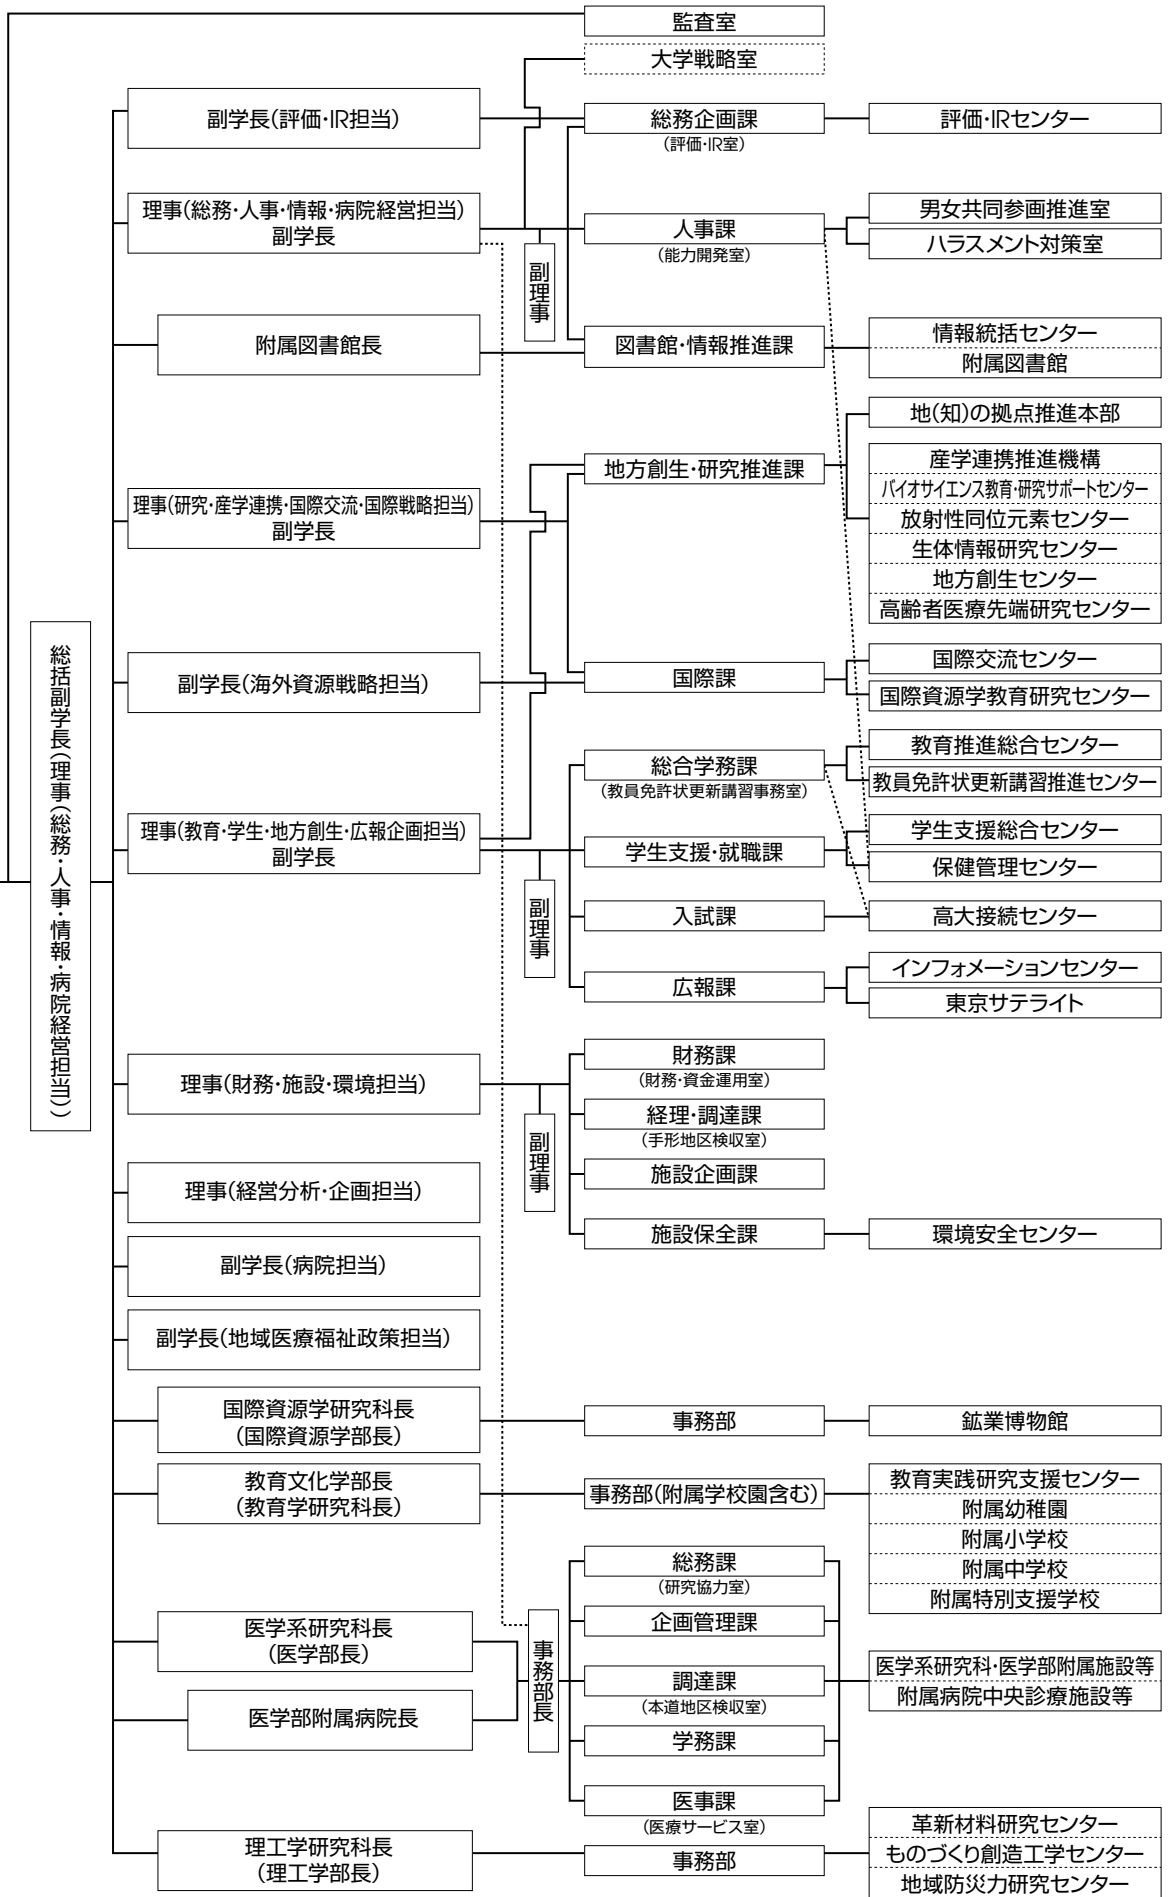 監査室
大学戦略室
副学長(評価・IR担当)
総務企画課
(評価・IR室)
評価・IRセンター
理事(総務・人事・情報・病院経営担当)
副学長
副理事
人事課
(能力開発室)
男女共同参画推進室
ハラスメント対策室
附属図書館長
図書館・情報推進課
情報統括センター
附属図書館
理事(研究・産学連携・国際交流・国際戦略担当)
副学長
地方創生・研究推進課
地(知)の拠点推進本部
産学連携推進機構
バイオサイエンス教育・研究サポートセンター
放射性同位元素センター
生体情報研究センター
地方創生センター
高齢者医療先端研究センター
総括副学長(理事(総務・人事・情報・病院経営担当))
副学長(海外資源戦略担当)
国際課
国際交流センター
国際資源学教育研究センター
理事(教育・学生・地方創生・広報企画担当)
副学長
副理事
総合学務課
(教員免許状更新講習事務室)
教育推進総合センター
教員免許状更新講習推進センター
学生支援・就職課
学生支援総合センター
保健管理センター
入試課
高大接続センター
広報課
インフォメーションセンター
東京サテライト
理事(財務・施設・環境担当)
副理事
財務課
(財務・資金運用室)
経理・調達課
(手形地区検収室)
施設企画課
施設保全課
環境安全センター
理事(経営分析・企画担当)
副学長(病院担当)
副学長(地域医療福祉政策担当)
国際資源学研究科長
(国際資源学部長)
事務部
鉱業博物館
教育文化学部長
(教育学研究科長)
事務部(附属学校園含む)
教育実践研究支援センター
附属幼稚園
附属小学校
附属中学校
附属特別支援学校
医学系研究科長
(医学部長)
医学部附属病院長
事務部長
総務課
(研究協力室)
企画管理課
調達課
(本道地区検収室)
学務課
医事課
(医療サービス室)
医学系研究科・医学部附属施設等
附属病院中央診療施設等
理工学研究科長
(理工学部長)
事務部
革新材料研究センター
ものづくり創造工学センター
地域防災力研究センター